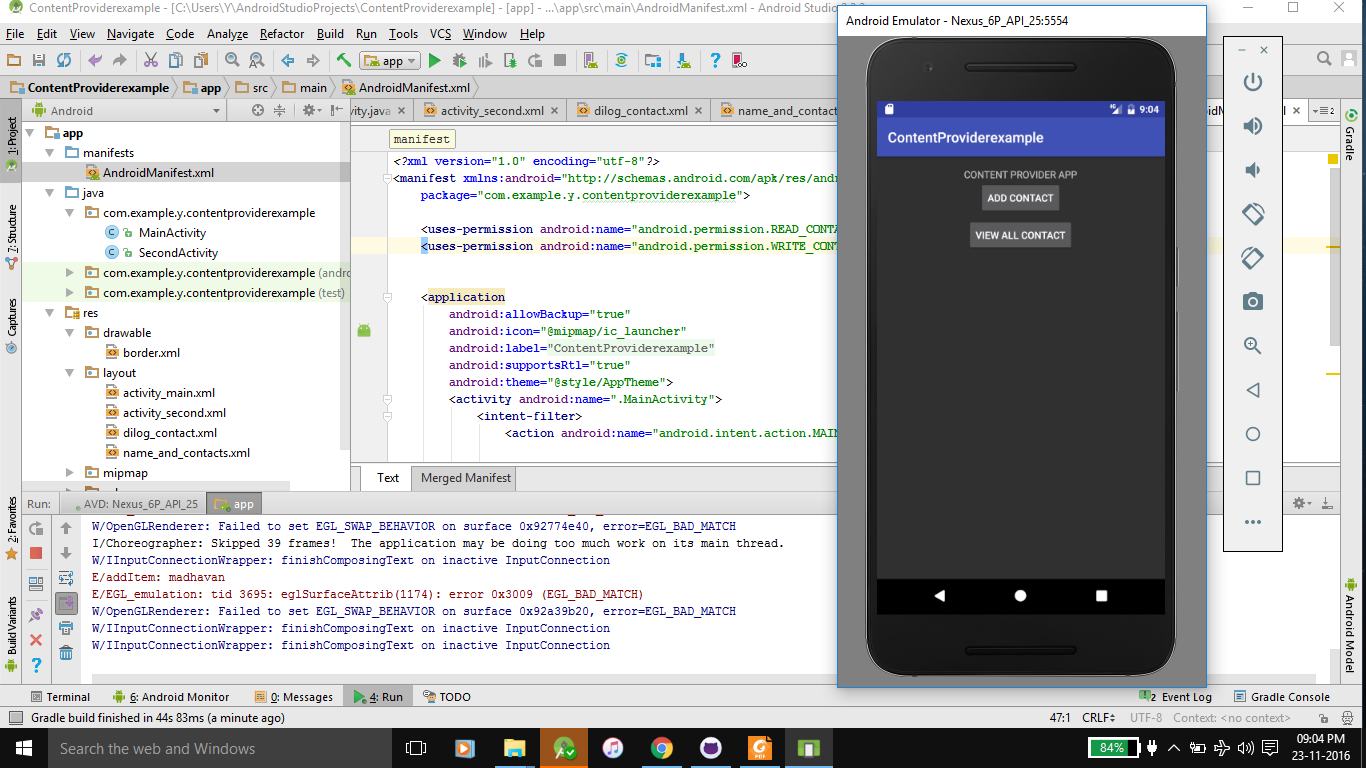 ContentProviderexample - [C:\Users\Y\AndroidStudioProjects\ContentProviderexample] - [app] - ...\app\src\main\AndroidManifest.xml - Android Studio
File Edit View Navigate Code Analyze Refactor Build Run Tools VCS Window Help
app
ContentProviderexample app src main AndroidManifest.xml
Android
vity.java activity_second.xml dilog_contact.xml name_and_contac
1: Project
7: Structure
Captures
2: Favorites
Build Variants
app
manifests
AndroidManifest.xml
java
com.example.y.contentproviderexample
MainActivity
SecondActivity
com.example.y.contentproviderexample (andro
com.example.y.contentproviderexample (test)
res
drawable
border.xml
layout
activity_main.xml
activity_second.xml
dilog_contact.xml
name_and_contacts.xml
mipmap
manifest
<?xml version="1.0" encoding="utf-8"?>
<manifest xmlns:android="http://schemas.android.com/apk/res/andr
package="com.example.y.contentproviderexample">
<uses-permission android:name="android.permission.READ_CONTA
<uses-permission android:name="android.permission.WRITE_CONT
<application
android:allowBackup="true"
android:icon="@mipmap/ic_launcher"
android:label="ContentProviderexample"
android:supportsRtl="true"
android:theme="@style/AppTheme">
<activity android:name=".MainActivity">
<intent-filter>
<action android:name="android.intent.action.MAIN
Text Merged Manifest
Run: AVD: Nexus_6P_API_25 app
W/OpenGLRenderer: Failed to set EGL_SWAP_BEHAVIOR on surface 0x92774e40, error=EGL_BAD_MATCH
I/Choreographer: Skipped 39 frames!  The application may be doing too much work on its main thread.
W/IInputConnectionWrapper: finishComposingText on inactive InputConnection
E/addItem: madhavan
E/EGL_emulation: tid 3695: eglSurfaceAttrib(1174): error 0x3009 (EGL_BAD_MATCH)
W/OpenGLRenderer: Failed to set EGL_SWAP_BEHAVIOR on surface 0x92a39b20, error=EGL_BAD_MATCH
W/IInputConnectionWrapper: finishComposingText on inactive InputConnection
W/IInputConnectionWrapper: finishComposingText on inactive InputConnection
Android Emulator - Nexus_6P_API_25:5554
9:04
ContentProviderexample
CONTENT PROVIDER APP
ADD CONTACT
VIEW ALL CONTACT
Gradle
Android Model
Terminal 6: Android Monitor 0: Messages 4: Run TODO 2 Event Log Gradle Console
Gradle build finished in 44s 83ms (a minute ago) 47:1 CRLF UTF-8 Context: <no context>
Search the web and Windows
PDF
84%
09:04 PM
23-11-2016